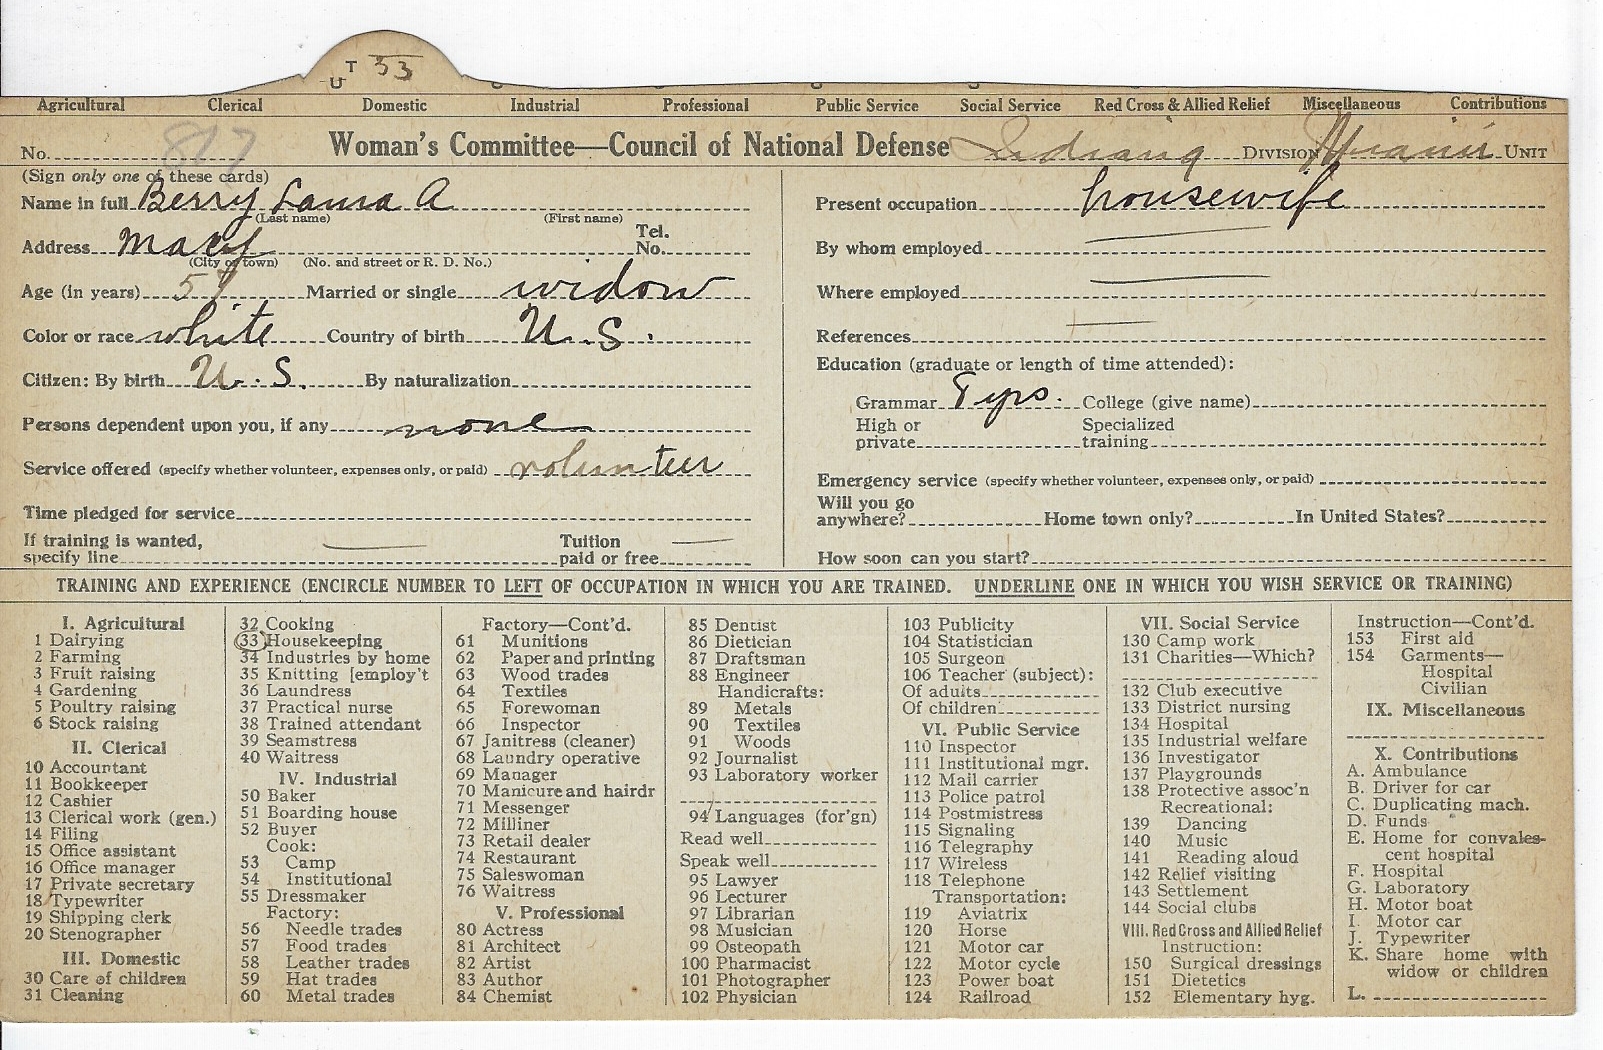 UT 33
Agricultural Clerical Domestic Industrial Professional Public Service Social Service Red Cross & Allied Relief Miscellaneous Contributions
No. Woman's Committee—Council of National Defense Indiana DIVISION Miami UNIT
(Sign only one of these cards)
Name in full Berry Laura A
(Last name) (First name)
Address Macy Tel. No.
(City or town) (No. and street or R. D. No.)
Age (in years) 57 Married or single widow
Color or race white Country of birth U.S.
Citizen: By birth U.S. By naturalization
Persons dependent upon you, if any none
Service offered (specify whether volunteer, expenses only, or paid) volunteer
Time pledged for service
If training is wanted, specify line — Tuition paid or free —
Present occupation housewife
By whom employed —
Where employed —
References —
Education (graduate or length of time attended):
Grammar yrs. College (give name)
High or private Specialized training
Emergency service (specify whether volunteer, expenses only, or paid)
Will you go anywhere? Home town only? In United States?
How soon can you start?
TRAINING AND EXPERIENCE (ENCIRCLE NUMBER TO LEFT OF OCCUPATION IN WHICH YOU ARE TRAINED. UNDERLINE ONE IN WHICH YOU WISH SERVICE OR TRAINING)
I. Agricultural
1 Dairying
2 Farming
3 Fruit raising
4 Gardening
5 Poultry raising
6 Stock raising
II. Clerical
10 Accountant
11 Bookkeeper
12 Cashier
13 Clerical work (gen.)
14 Filing
15 Office assistant
16 Office manager
17 Private secretary
18 Typewriter
19 Shipping clerk
20 Stenographer
III. Domestic
30 Care of children
31 Cleaning
32 Cooking
33 Housekeeping
34 Industries by home
35 Knitting [employ't
36 Laundress
37 Practical nurse
38 Trained attendant
39 Seamstress
40 Waitress
IV. Industrial
50 Baker
51 Boarding house
52 Buyer
Cook:
53 Camp
54 Institutional
55 Dressmaker
Factory:
56 Needle trades
57 Food trades
58 Leather trades
59 Hat trades
60 Metal trades
Factory—Cont'd.
61 Munitions
62 Paper and printing
63 Wood trades
64 Textiles
65 Forewoman
66 Inspector
67 Janitress (cleaner)
68 Laundry operative
69 Manager
70 Manicure and hairdr
71 Messenger
72 Milliner
73 Retail dealer
74 Restaurant
75 Saleswoman
76 Waitress
V. Professional
80 Actress
81 Architect
82 Artist
83 Author
84 Chemist
85 Dentist
86 Dietician
87 Draftsman
88 Engineer
Handicrafts:
89 Metals
90 Textiles
91 Woods
92 Journalist
93 Laboratory worker
94 Languages (for'gn)
Read well
Speak well
95 Lawyer
96 Lecturer
97 Librarian
98 Musician
99 Osteopath
100 Pharmacist
101 Photographer
102 Physician
103 Publicity
104 Statistician
105 Surgeon
106 Teacher (subject):
Of adults
Of children
VI. Public Service
110 Inspector
111 Institutional mgr.
112 Mail carrier
113 Police patrol
114 Postmistress
115 Signaling
116 Telegraphy
117 Wireless
118 Telephone
Transportation:
119 Aviatrix
120 Horse
121 Motor car
122 Motor cycle
123 Power boat
124 Railroad
VII. Social Service
130 Camp work
131 Charities—Which?
132 Club executive
133 District nursing
134 Hospital
135 Industrial welfare
136 Investigator
137 Playgrounds
138 Protective assoc'n
Recreational:
139 Dancing
140 Music
141 Reading aloud
142 Relief visiting
143 Settlement
144 Social clubs
VIII. Red Cross and Allied Relief
Instruction:
150 Surgical dressings
151 Dietetics
152 Elementary hyg.
Instruction—Cont'd.
153 First aid
154 Garments—
Hospital
Civilian
IX. Miscellaneous
X. Contributions
A. Ambulance
B. Driver for car
C. Duplicating mach.
D. Funds
E. Home for convales-
cent hospital
F. Hospital
G. Laboratory
H. Motor boat
I. Motor car
J. Typewriter
K. Share home with
widow or children
L.